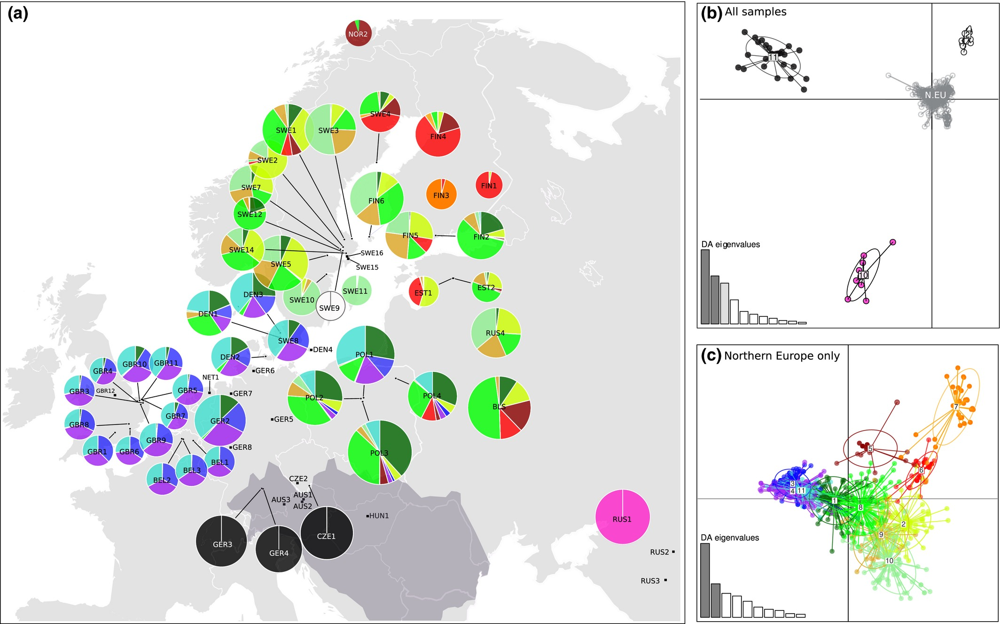 (a)
NOR2
SWE4
SWE1
SWE3
FIN4
SWE2
SWE7
FIN3
FIN1
FIN6
SWE12
SWE14
FIN5
FIN2
SWE5
SWE16
SWE15
DEN3
SWE10
SWE11
EST1
EST2
SWE9
DEN1
RUS4
SWE8
DEN4
POL1
DEN2
GBR10
GBR11
GBR4
GER6
NET1
GBR3
GBR12
GBR5
GER7
POL2
POL4
BLS
GBR7
GER2
GER5
GBR8
GBR9
GER8
GBR1
GBR6
POL3
BEL1
BEL3
BEL2
CZE2
AUS1
AUS3
AUS2
HUN1
RUS1
CZE1
GER3
GER4
RUS2
RUS3
(b) All samples
2
11
N.EU
DA eigenvalues
10
(c) Northern Europe only
7
5
6
3
4 11
1
8
2
9
DA eigenvalues
10